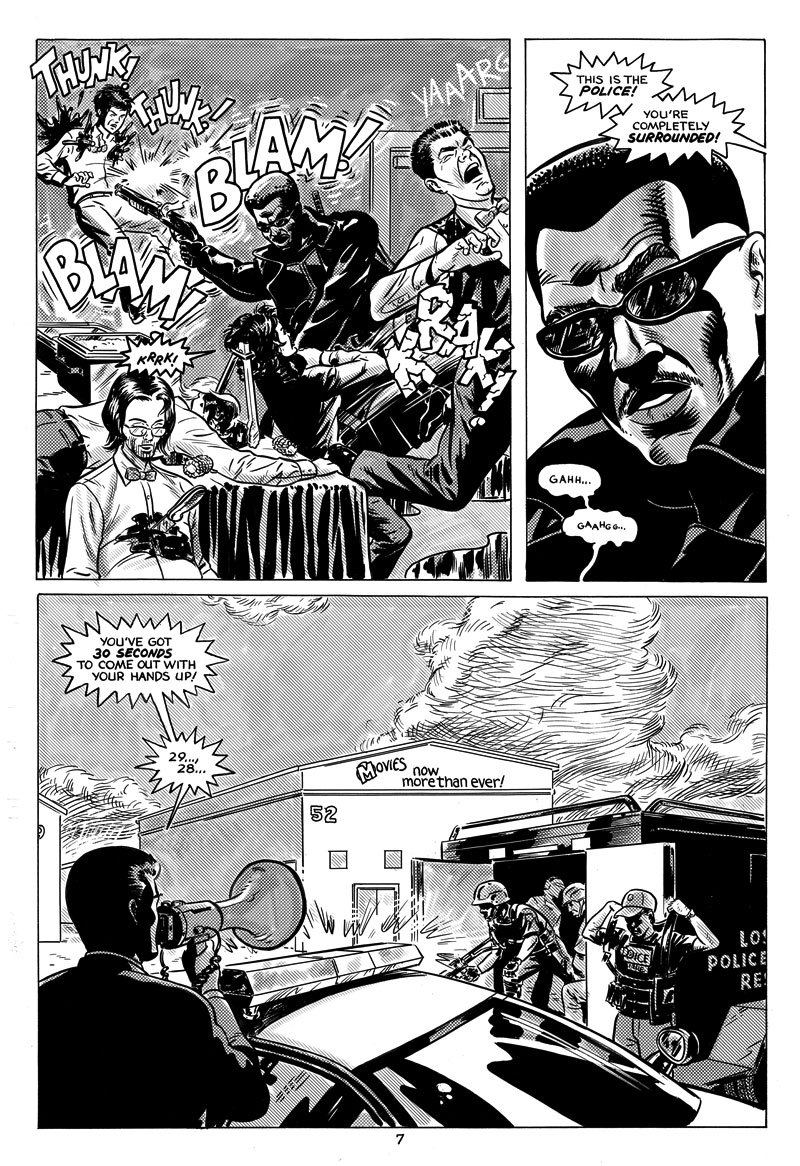 THUNK!
THUNK!
BLAM!
YAAARG
BLAM!
KRRK!
KRAK
THIS IS THE
POLICE!
YOU'RE
COMPLETELY
SURROUNDED!
GAHH...
GAAHGG...
YOU'VE GOT
30 SECONDS
TO COME OUT WITH
YOUR HANDS UP!
29...
28...
MOVIES now
more than ever!
52
POLICE
LOS
POLICE
RES
7